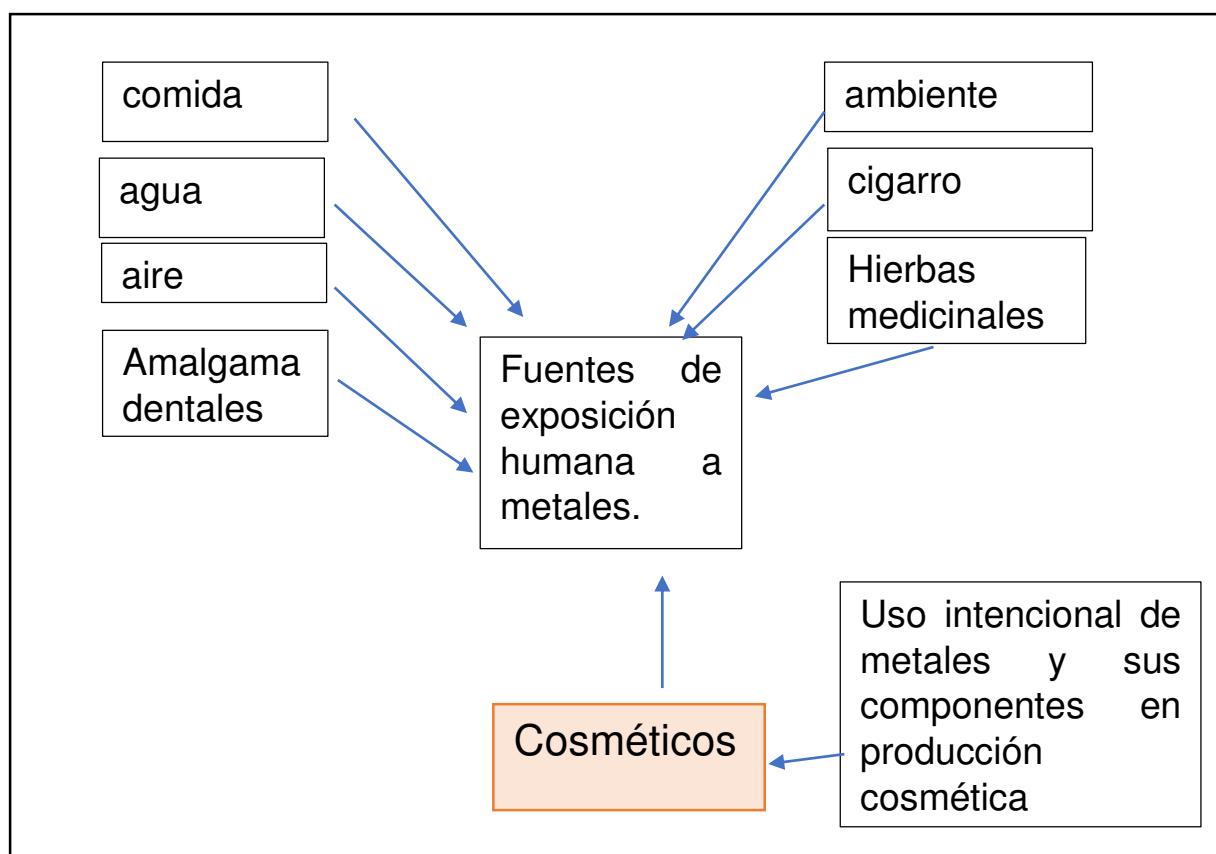 comida
agua
aire
Amalgama
dentales
ambiente
cigarro
Hierbas
medicinales
Fuentes de
exposición
humana a
metales.
Cosméticos
Uso intencional de
metales y sus
componentes en
producción
cosmética